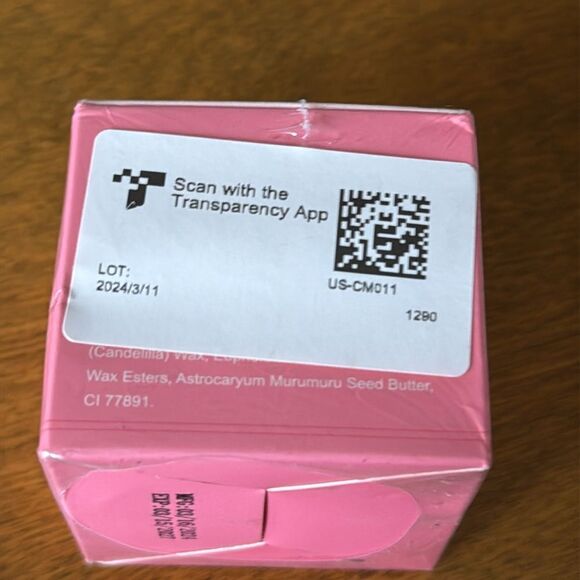 Scan with the
Transparency App
LOT:
2024/3/11
US-CM011
1290
(Candelilla) Wax,
Wax Esters, Astrocaryum Murumuru Seed Butter,
CI 77891.